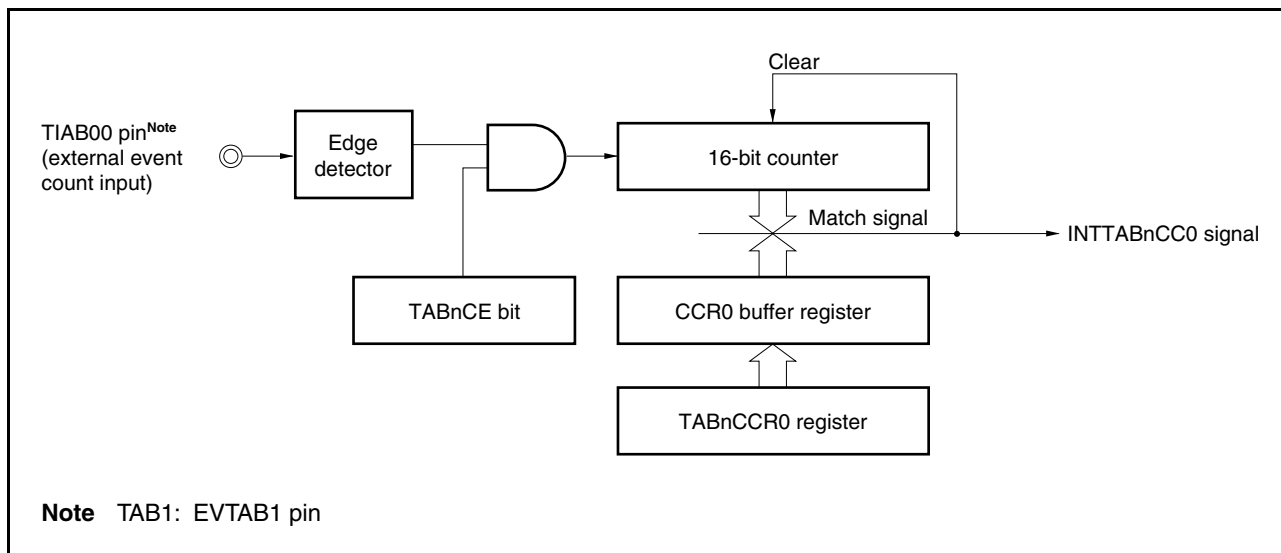 Clear
TIAB00 pinNote
(external event
count input)
Edge
detector
16-bit counter
Match signal
INTTABnCC0 signal
TABnCE bit
CCR0 buffer register
TABnCCR0 register
Note TAB1: EVTAB1 pin